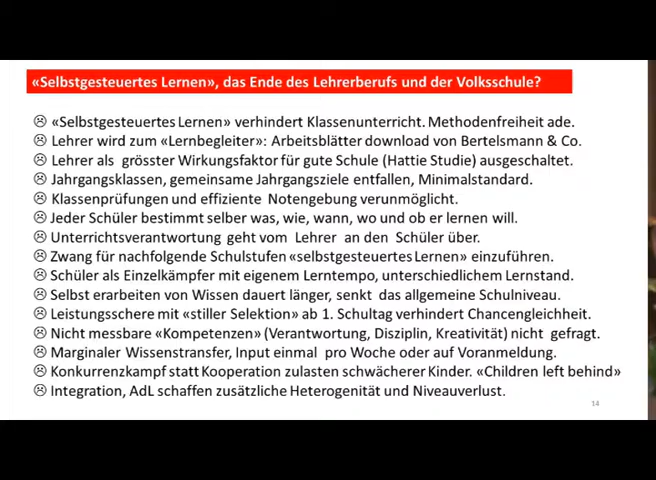 «Selbstgesteuertes Lernen», das Ende des Lehrerberufs und der Volksschule?
☹ «Selbstgesteuertes Lernen» verhindert Klassenunterricht. Methodenfreiheit ade.
☹ Lehrer wird zum «Lernbegleiter»: Arbeitsblätter download von Bertelsmann & Co.
☹ Lehrer als grösster Wirkungsfaktor für gute Schule (Hattie Studie) ausgeschaltet.
☹ Jahrgangsklassen, gemeinsame Jahrgangsziele entfallen, Minimalstandard.
☹ Klassenprüfungen und effiziente Notengebung verunmöglicht.
☹ Jeder Schüler bestimmt selber was, wie, wann, wo und ob er lernen will.
☹ Unterrichtsverantwortung geht vom Lehrer an den Schüler über.
☹ Zwang für nachfolgende Schulstufen «selbstgesteuertes Lernen» einzuführen.
☹ Schüler als Einzelkämpfer mit eigenem Lerntempo, unterschiedlichem Lernstand.
☹ Selbst erarbeiten von Wissen dauert länger, senkt das allgemeine Schulniveau.
☹ Leistungsschere mit «stiller Selektion» ab 1. Schultag verhindert Chancengleichheit.
☹ Nicht messbare «Kompetenzen» (Verantwortung, Disziplin, Kreativität) nicht gefragt.
☹ Marginaler Wissenstransfer, Input einmal pro Woche oder auf Voranmeldung.
☹ Konkurrenzkampf statt Kooperation zulasten schwächerer Kinder. «Children left behind»
☹ Integration, AdL schaffen zusätzliche Heterogenität und Niveauverlust.
14